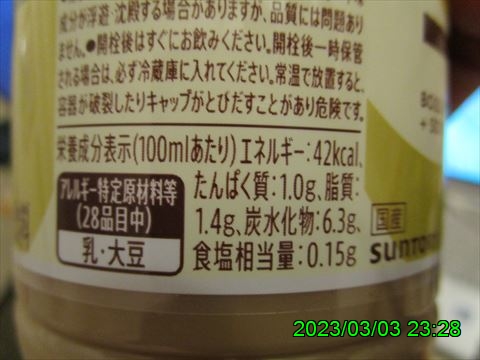 成分が浮遊・沈殿する場合がありますが、品質には問題あり
ません。●開栓後はすぐにお飲みください。開栓後一時保管
される場合は、必ず冷蔵庫に入れてください。常温で放置すると、
容器が破裂したりキャップがとびだすことがあり危険です。
栄養成分表示(100mlあたり)エネルギー:42kcal、
たんぱく質:1.0g、脂質:
1.4g、炭水化物:6.3g、
食塩相当量:0.15g
アレルギー特定原材料等
(28品目中)
乳・大豆
国産
SUNTO
BOS
2023/03/03 23:28